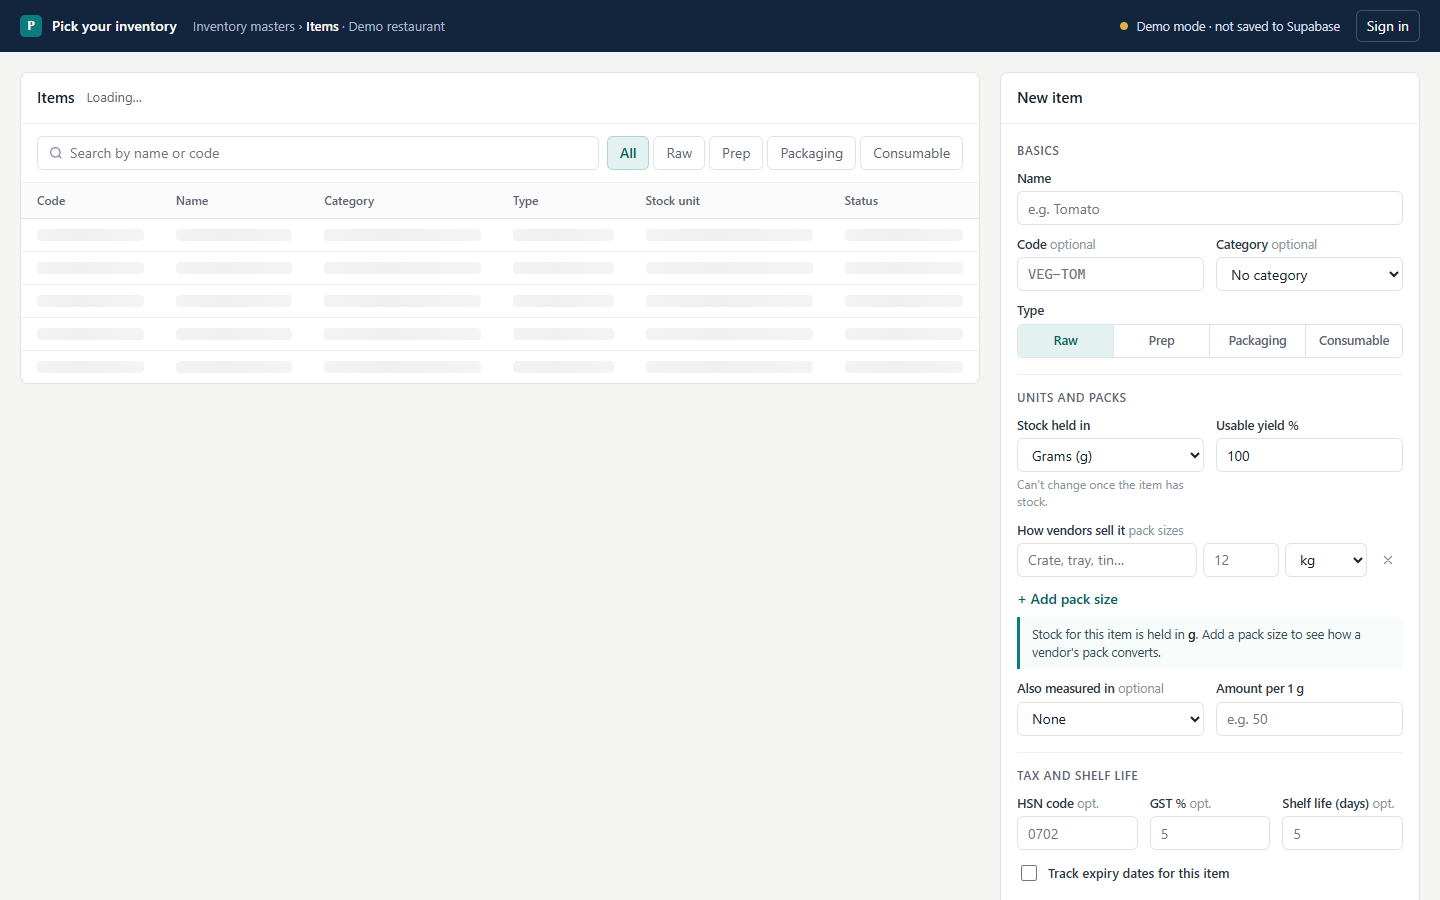 P Pick your inventory Inventory masters › Items · Demo restaurant Demo mode · not saved to Supabase Sign in
Items Loading...
Search by name or code All Raw Prep Packaging Consumable
Code Name Category Type Stock unit Status
New item
BASICS
Name
e.g. Tomato
Code optional Category optional
VEG-TOM No category
Type
Raw Prep Packaging Consumable
UNITS AND PACKS
Stock held in Usable yield %
Grams (g) 100
Can't change once the item has
stock.
How vendors sell it pack sizes
Crate, tray, tin... 12 kg ×
+ Add pack size
Stock for this item is held in g. Add a pack size to see how a
vendor's pack converts.
Also measured in optional Amount per 1 g
None e.g. 50
TAX AND SHELF LIFE
HSN code opt. GST % opt. Shelf life (days) opt.
0702 5 5
Track expiry dates for this item